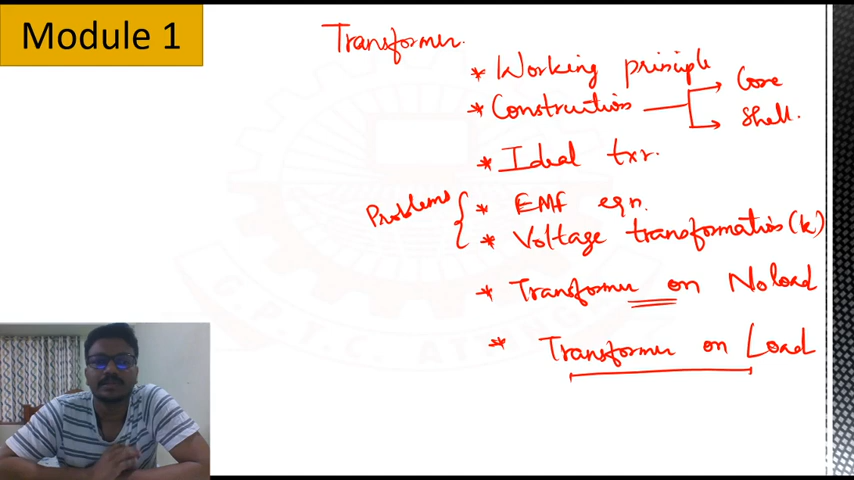 Module 1
Transformer.
* Working principle
* Construction → Core
→ Shell.
* Ideal txr.
Problems { * EMF eqn.
* Voltage transformation (k)
* Transformer on No load
* Transformer on Load